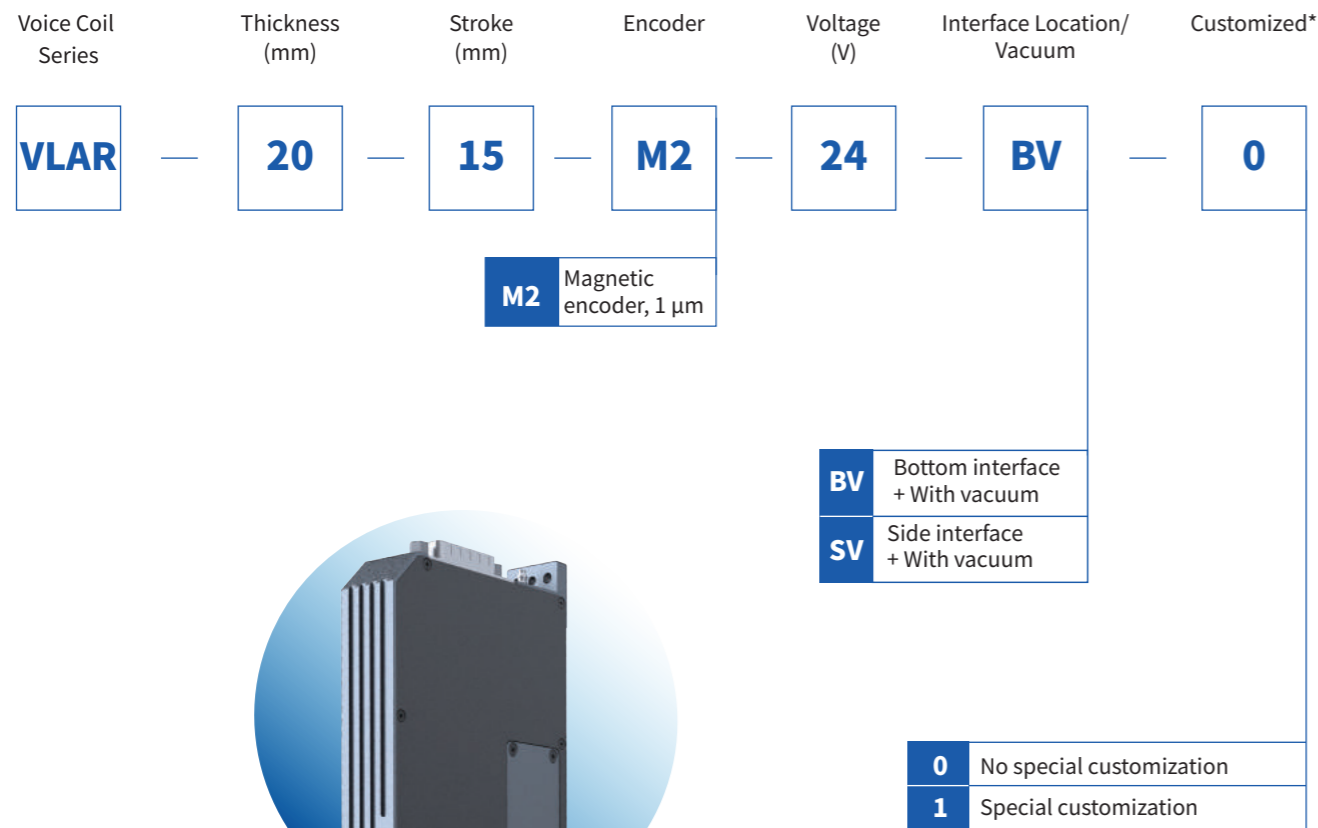 Voice Coil
Series
Thickness
(mm)
Stroke
(mm)
Encoder
Voltage
(V)
Interface Location/
Vacuum
Customized*
VLAR — 20 — 15 — M2 — 24 — BV — 0
M2 Magnetic
encoder, 1 μm
BV Bottom interface
+ With vacuum
SV Side interface
+ With vacuum
0 No special customization
1 Special customization